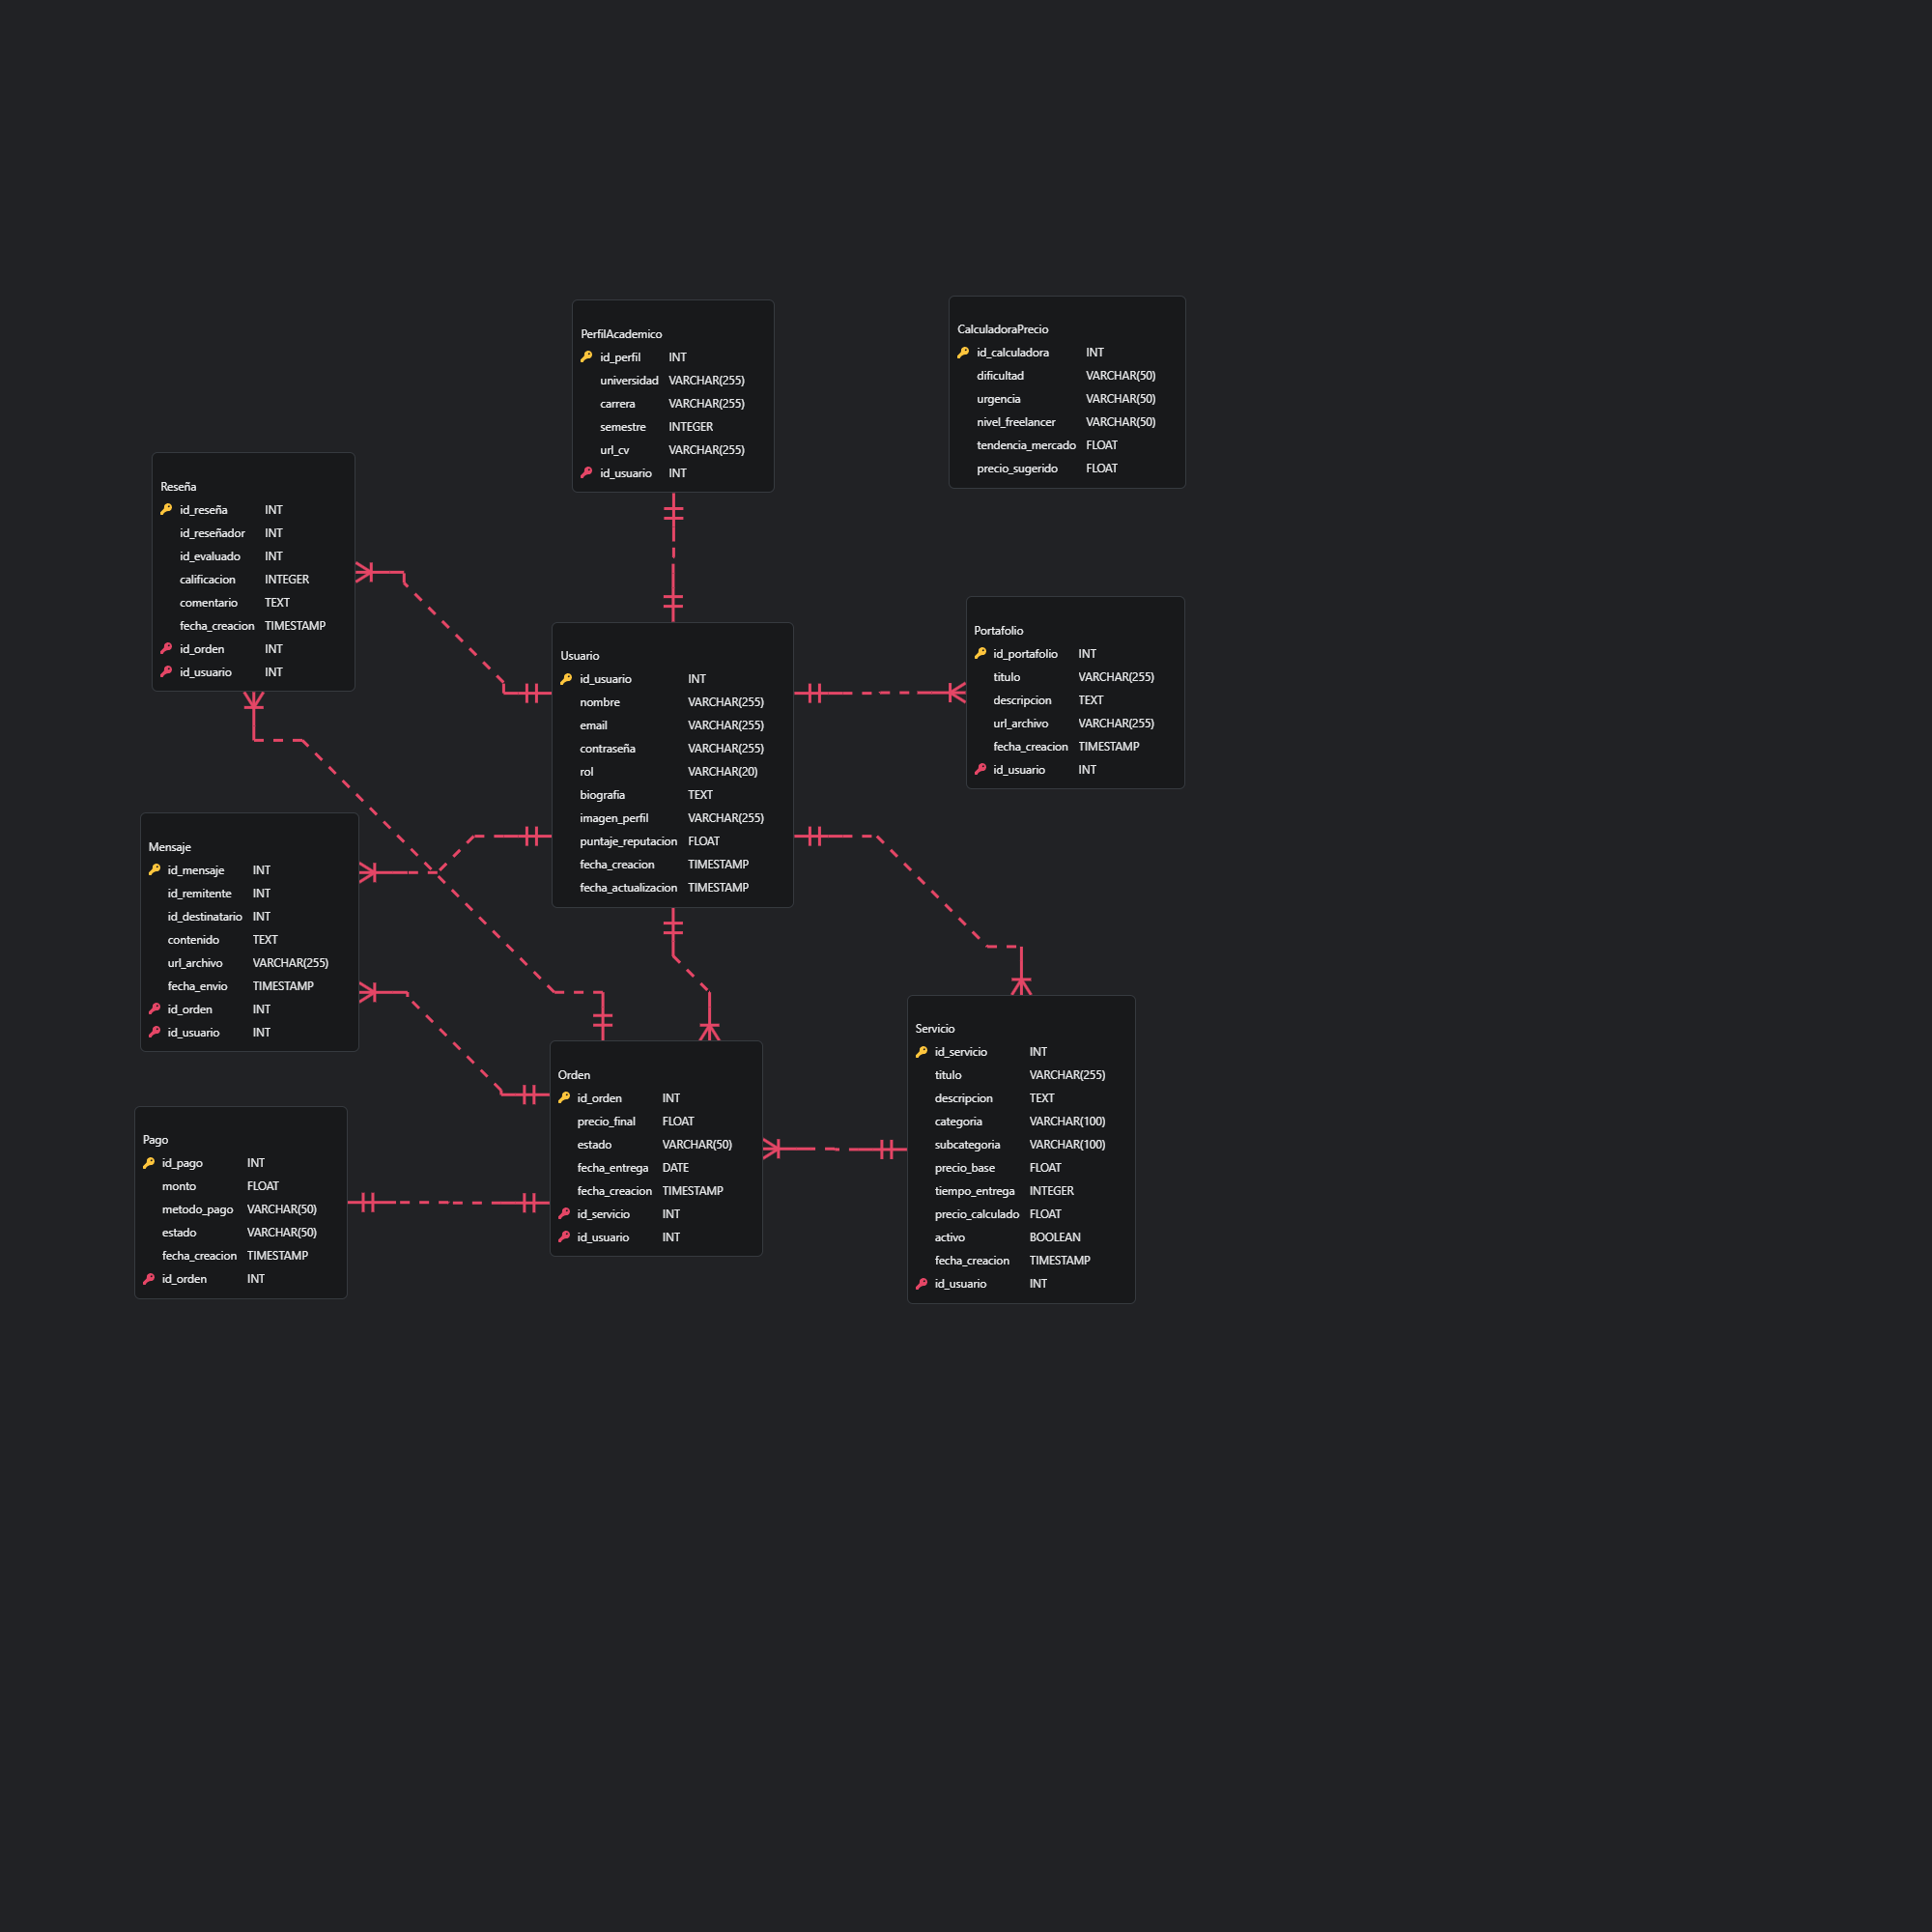 PerfilAcademico
id_perfil INT
universidad VARCHAR(255)
carrera VARCHAR(255)
semestre INTEGER
url_cv VARCHAR(255)
id_usuario INT
CalculadoraPrecio
id_calculadora INT
dificultad VARCHAR(50)
urgencia VARCHAR(50)
nivel_freelancer VARCHAR(50)
tendencia_mercado FLOAT
precio_sugerido FLOAT
Reseña
id_reseña INT
id_reseñador INT
id_evaluado INT
calificacion INTEGER
comentario TEXT
fecha_creacion TIMESTAMP
id_orden INT
id_usuario INT
Usuario
id_usuario INT
nombre VARCHAR(255)
email VARCHAR(255)
contraseña VARCHAR(255)
rol VARCHAR(20)
biografia TEXT
imagen_perfil VARCHAR(255)
puntaje_reputacion FLOAT
fecha_creacion TIMESTAMP
fecha_actualizacion TIMESTAMP
Portafolio
id_portafolio INT
titulo VARCHAR(255)
descripcion TEXT
url_archivo VARCHAR(255)
fecha_creacion TIMESTAMP
id_usuario INT
Mensaje
id_mensaje INT
id_remitente INT
id_destinatario INT
contenido TEXT
url_archivo VARCHAR(255)
fecha_envio TIMESTAMP
id_orden INT
id_usuario INT
Orden
id_orden INT
precio_final FLOAT
estado VARCHAR(50)
fecha_entrega DATE
fecha_creacion TIMESTAMP
id_servicio INT
id_usuario INT
Servicio
id_servicio INT
titulo VARCHAR(255)
descripcion TEXT
categoria VARCHAR(100)
subcategoria VARCHAR(100)
precio_base FLOAT
tiempo_entrega INTEGER
precio_calculado FLOAT
activo BOOLEAN
fecha_creacion TIMESTAMP
id_usuario INT
Pago
id_pago INT
monto FLOAT
metodo_pago VARCHAR(50)
estado VARCHAR(50)
fecha_creacion TIMESTAMP
id_orden INT